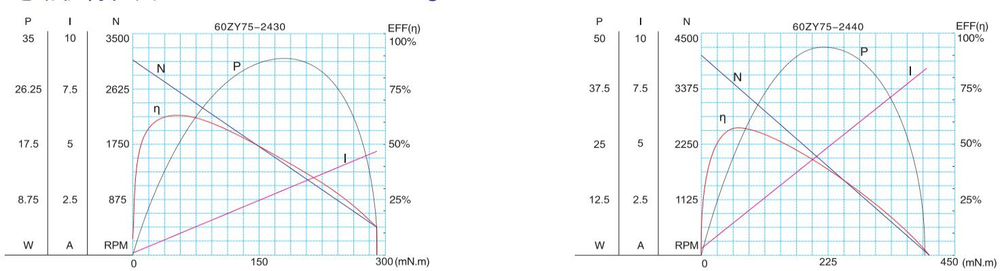 60ZY75-2430
P I N EFF(η)
35 10 3500 100%
N P
26.25 7.5 2625 75%
η
17.5 5 1750 50%
I
8.75 2.5 875 25%
W A RPM
0 150 300 (mN.m)
60ZY75-2440
P I N EFF(η)
50 10 4500 100%
P
I
N
37.5 7.5 3375 75%
η
25 5 2250 50%
12.5 2.5 1125 25%
W A RPM
0 225 450 (mN.m)